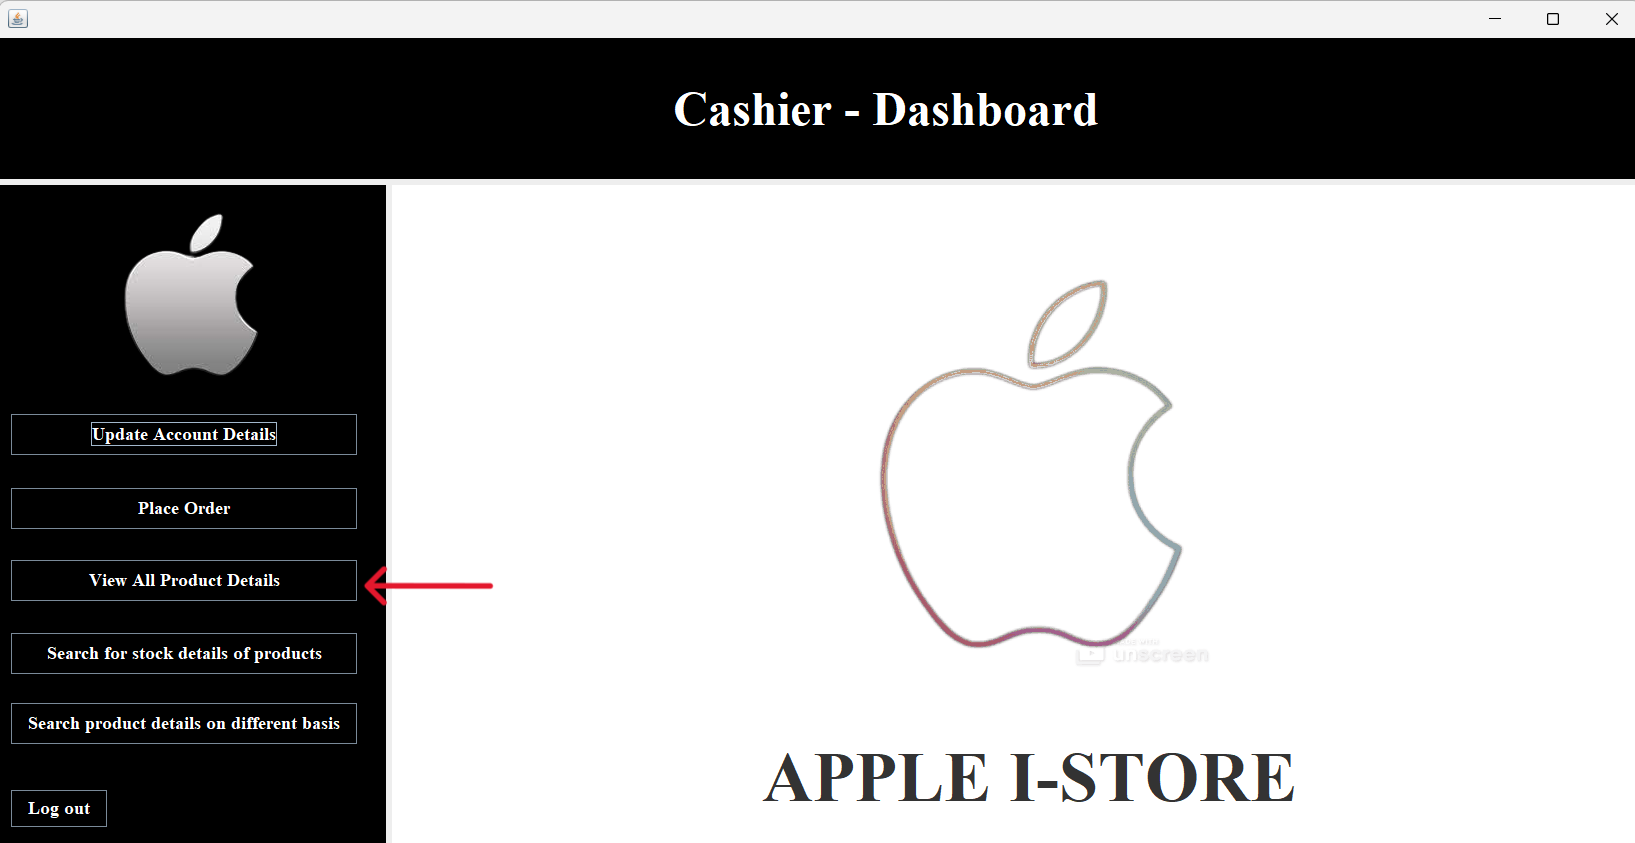 Cashier - Dashboard
Update Account Details
Place Order
View All Product Details
Search for stock details of products
Search product details on different basis
Log out
unscreen
APPLE I-STORE